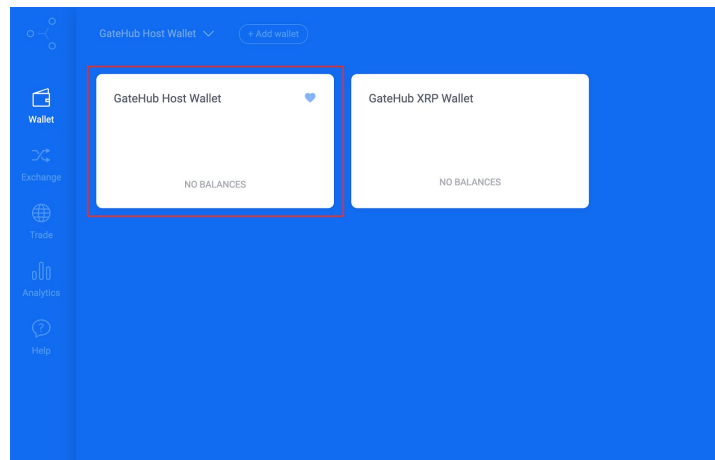 GateHub Host Wallet
+ Add wallet
Wallet
Exchange
Trade
Analytics
Help
GateHub Host Wallet
NO BALANCES
GateHub XRP Wallet
NO BALANCES